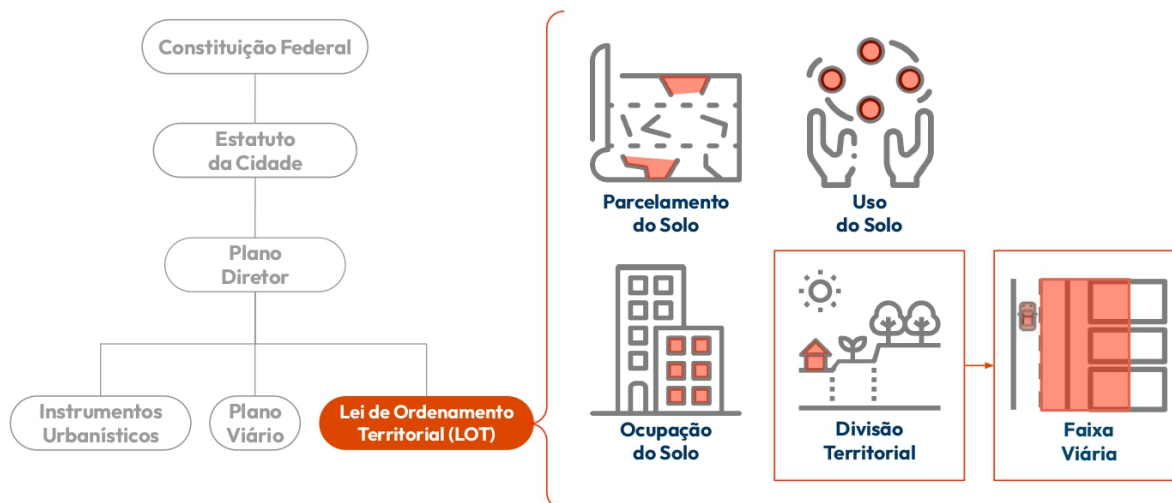 Constituição Federal
Estatuto
da Cidade
Plano
Diretor
Instrumentos
Urbanísticos
Plano
Viário
Lei de Ordenamento
Territorial (LOT)
Parcelamento
do Solo
Uso
do Solo
Ocupação
do Solo
Divisão
Territorial
Faixa
Viária